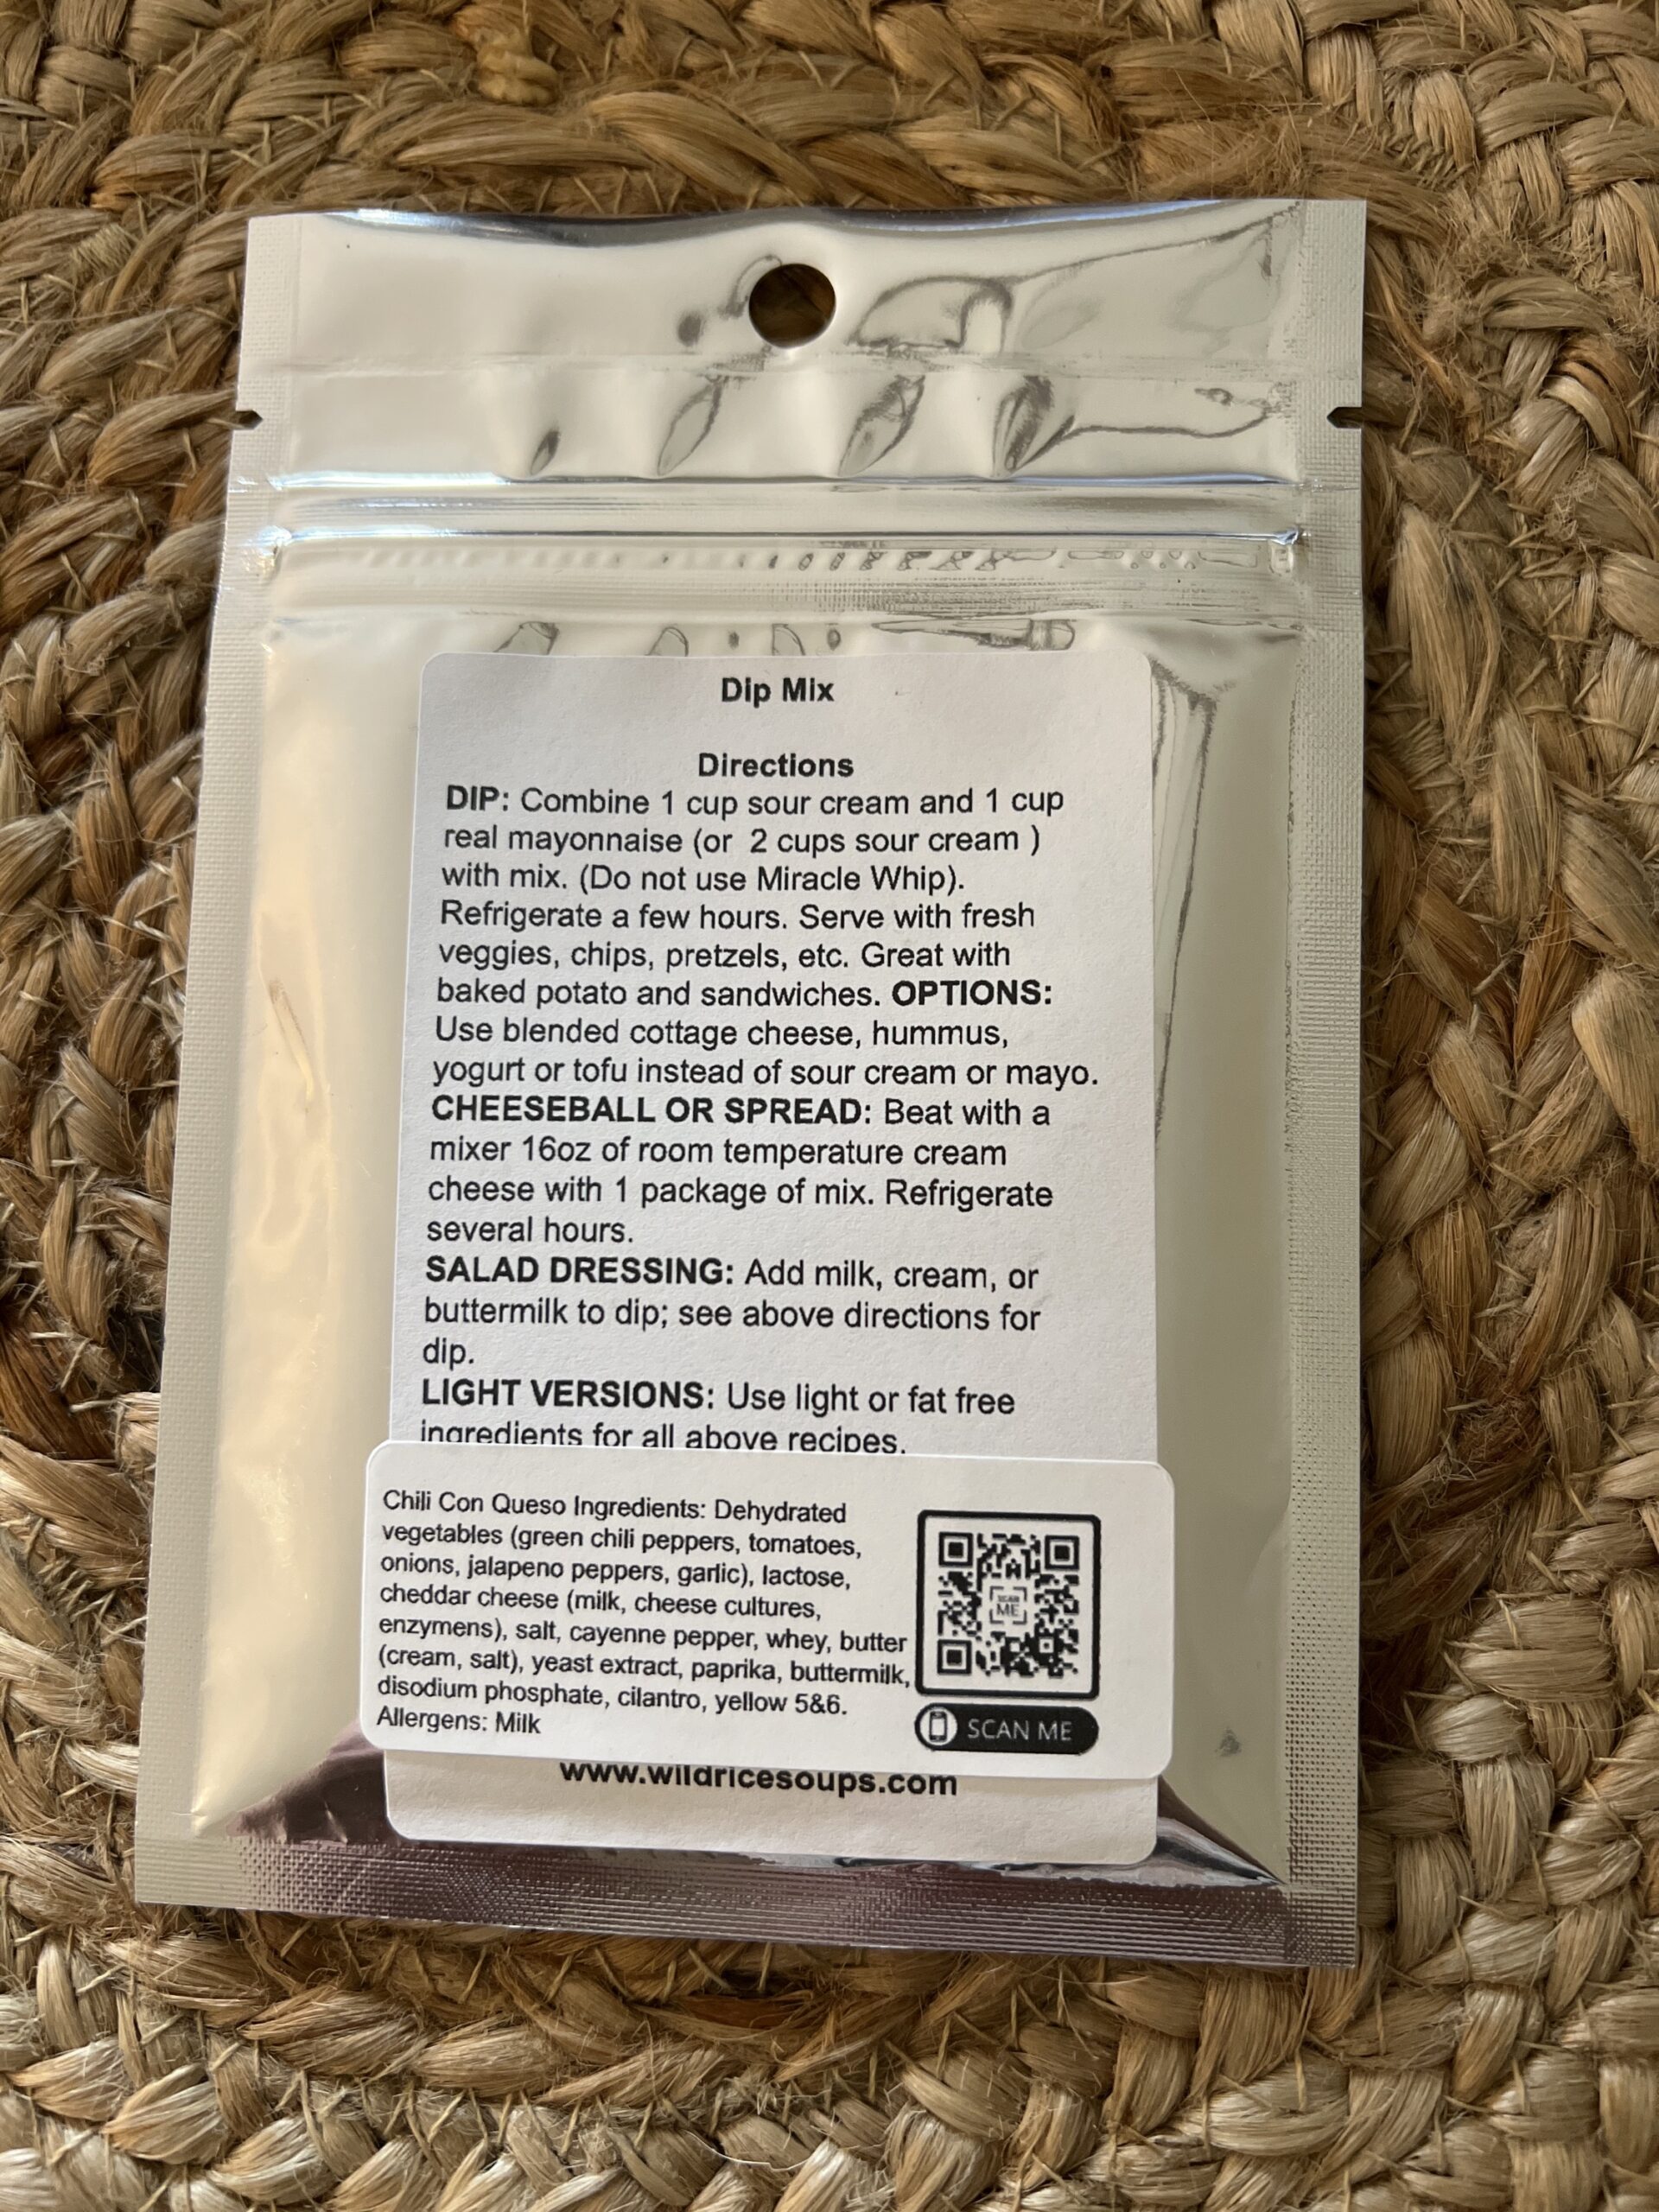 Dip Mix
Directions
DIP: Combine 1 cup sour cream and 1 cup
real mayonnaise (or 2 cups sour cream )
with mix. (Do not use Miracle Whip).
Refrigerate a few hours. Serve with fresh
veggies, chips, pretzels, etc. Great with
baked potato and sandwiches. OPTIONS:
Use blended cottage cheese, hummus,
yogurt or tofu instead of sour cream or mayo.
CHEESEBALL OR SPREAD: Beat with a
mixer 16oz of room temperature cream
cheese with 1 package of mix. Refrigerate
several hours.
SALAD DRESSING: Add milk, cream, or
buttermilk to dip; see above directions for
dip.
LIGHT VERSIONS: Use light or fat free
ingredients for all above recipes.
Chili Con Queso Ingredients: Dehydrated
vegetables (green chili peppers, tomatoes,
onions, jalapeno peppers, garlic), lactose,
cheddar cheese (milk, cheese cultures,
enzymens), salt, cayenne pepper, whey, butter
(cream, salt), yeast extract, paprika, buttermilk,
disodium phosphate, cilantro, yellow 5&6.
Allergens: Milk
SCAN
ME
SCAN ME
www.wildricesoups.com